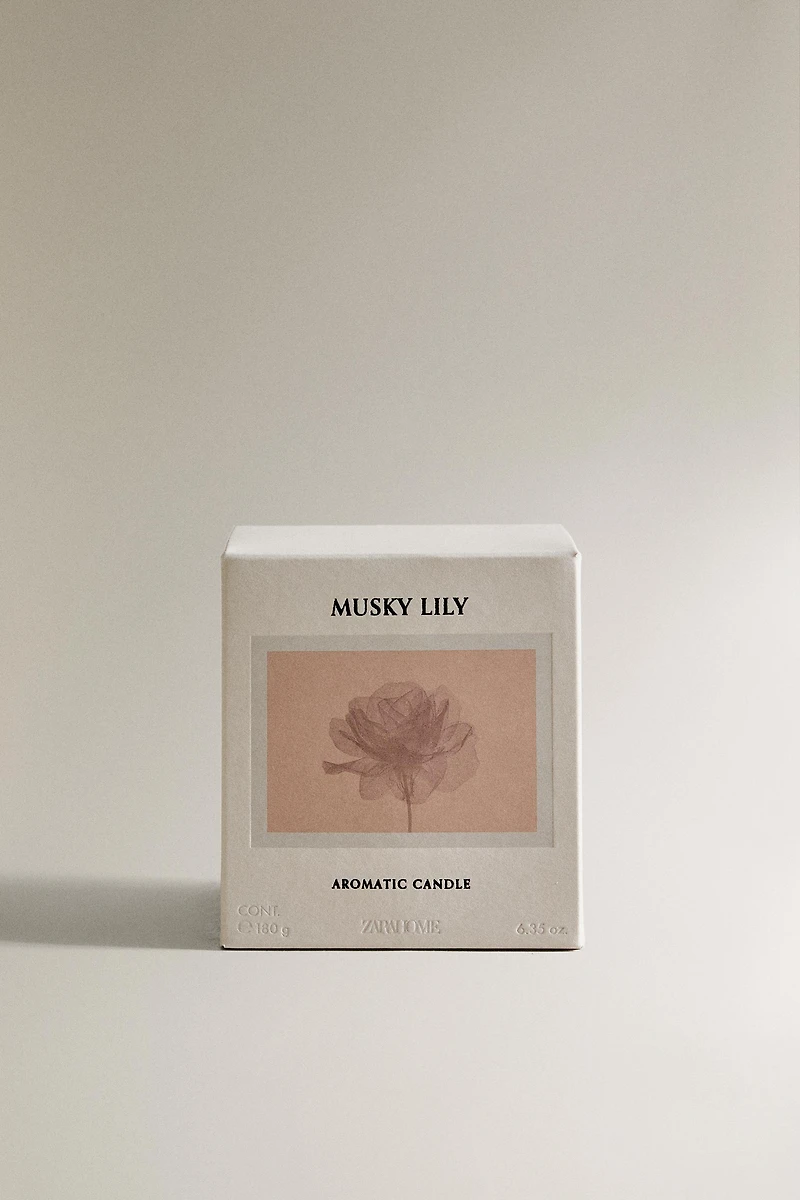 MUSKY LILY
AROMATIC CANDLE
CONT.
℮ 180 g
ZARA HOME
6.35 oz.